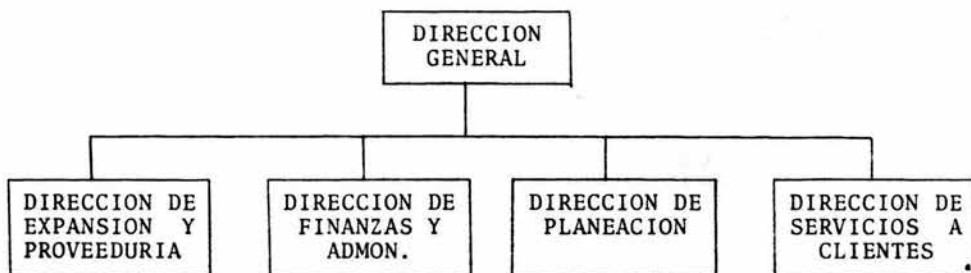 DIRECCION
GENERAL
DIRECCION DE
EXPANSION Y
PROVEEDURIA
DIRECCION DE
FINANZAS Y
ADMON.
DIRECCION DE
PLANEACION
DIRECCION DE
SERVICIOS A
CLIENTES